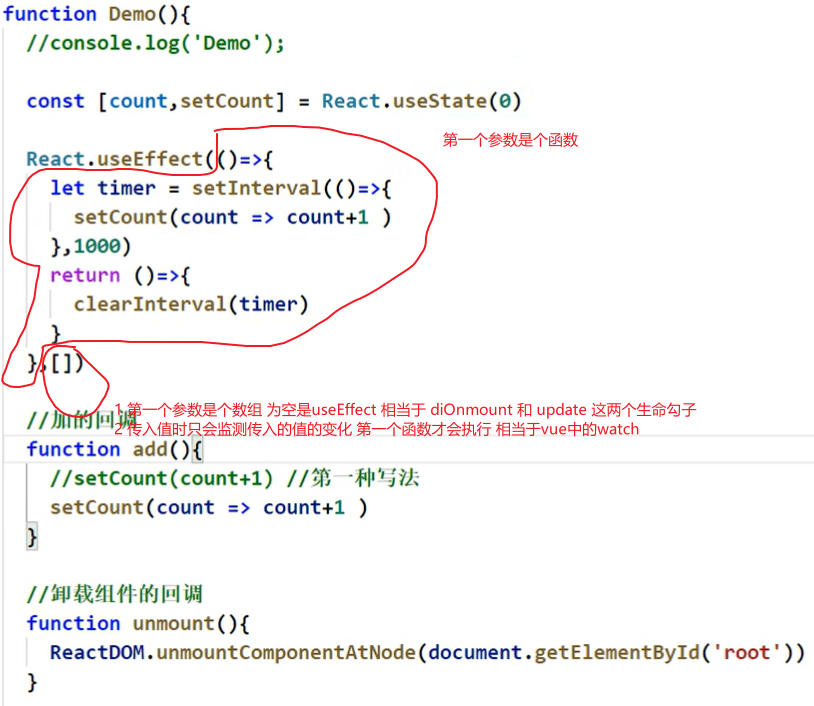 function Demo(){
//console.log('Demo');
const [count,setCount] = React.useState(0)
第一个参数是个函数
React.useEffect(()=>{
let timer = setInterval(()=>{
setCount(count => count+1 )
},1000)
return ()=>{
clearInterval(timer)
}
},[])
1 第一个参数是个数组 为空是useEffect 相当于 diOnmount 和 update 这两个生命勾子
//加的回调
2 传入值时只会监测传入的值的变化 第一个函数才会执行 相当于vue中的watch
function add(){
//setCount(count+1) //第一种写法
setCount(count => count+1 )
}
//卸载组件的回调
function unmount(){
ReactDOM.unmountComponentAtNode(document.getElementById('root'))
}